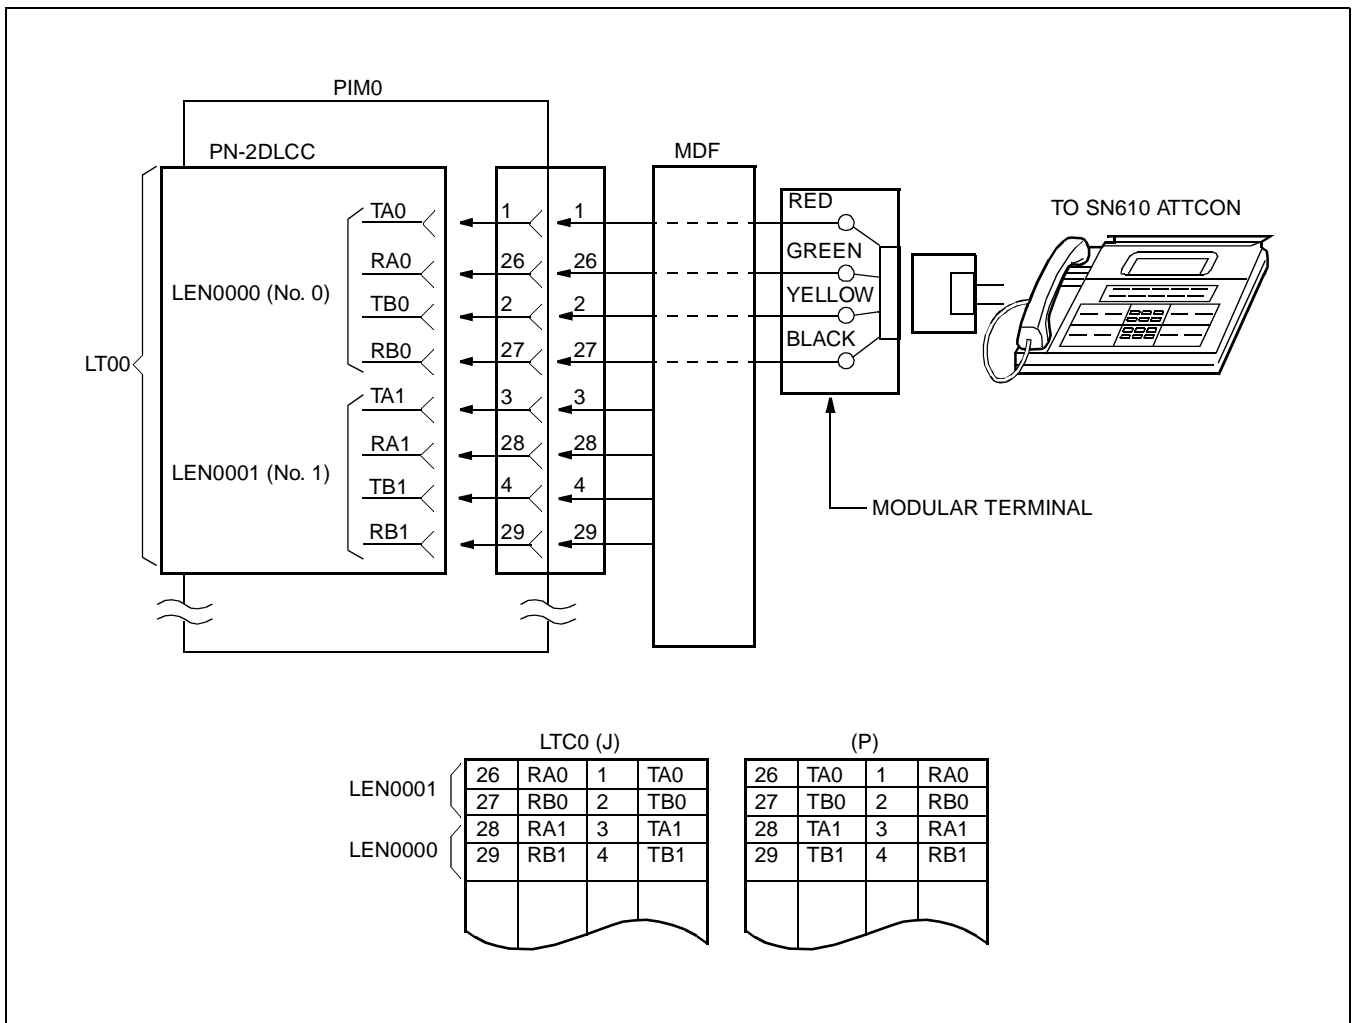 PIM0
PN-2DLCC
MDF
LT00
LEN0000 (No. 0)
TA0 1 1 RED
RA0 26 26 GREEN
TB0 2 2 YELLOW
RB0 27 27 BLACK
LEN0001 (No. 1)
TA1 3 3
RA1 28 28
TB1 4 4
RB1 29 29
TO SN610 ATTCON
MODULAR TERMINAL
LTC0 (J)
LEN0001
LEN0000
26 RA0 1 TA0
27 RB0 2 TB0
28 RA1 3 TA1
29 RB1 4 TB1
(P)
26 TA0 1 RA0
27 TB0 2 RB0
28 TA1 3 RA1
29 TB1 4 RB1